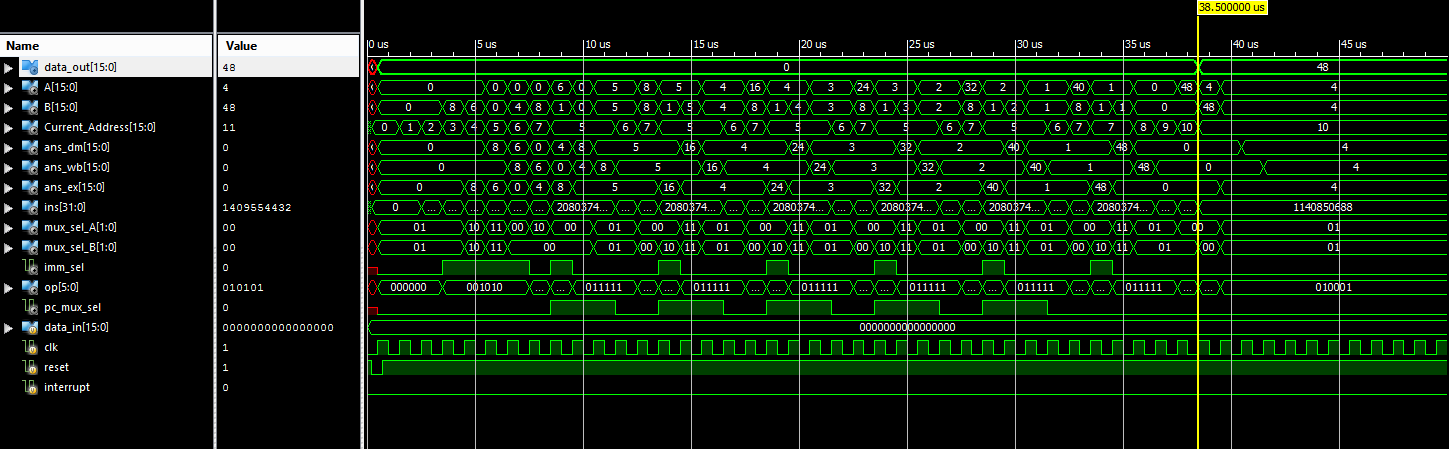 38.500000 us
Name Value 0 us 5 us 10 us 15 us 20 us 25 us 30 us 35 us 40 us 45 us
data_out[15:0] 48 0 48
A[15:0] 4 0 0 0 0 6 0 5 8 5 4 16 4 3 24 3 2 32 2 1 40 1 0 48 4 4
B[15:0] 48 0 8 6 0 4 8 1 0 5 8 1 5 4 8 1 4 3 8 1 3 2 8 1 2 1 8 1 1 0 48 4
Current_Address[15:0] 11 0 1 2 3 4 5 6 7 5 6 7 5 6 7 5 6 7 5 6 7 5 6 7 7 8 9 10 10
ans_dm[15:0] 0 0 8 6 0 4 8 5 16 4 24 3 32 2 40 1 48 0 4
ans_wb[15:0] 0 0 8 6 0 4 8 5 16 4 24 3 32 2 40 1 48 0 4
ans_ex[15:0] 0 0 8 6 0 4 8 5 16 4 24 3 32 2 40 1 48 0 4
ins[31:0] 1409554432 0 ... ... ... ... ... ... 2080374... ... ... 2080374... ... ... 2080374... ... ... 2080374... ... ... 2080374... ... ... 2080374... ... ... ... 1140850688
mux_sel_A[1:0] 00 01 10 11 00 10 00 01 00 11 01 00 11 01 00 11 01 00 11 01 00 11 01 00 11 01 00 01
mux_sel_B[1:0] 00 01 10 11 00 01 00 10 11 01 00 10 11 01 00 10 11 01 00 10 11 01 00 10 11 01 00 10 11 01 00 01
imm_sel 0
op[5:0] 010101 000000 001010 ... ... 011111 ... ... 011111 ... ... 011111 ... ... 011111 ... ... 011111 ... ... 011111 ... ... 010001
pc_mux_sel 0
data_in[15:0] 0000000000000000 0000000000000000
clk 1
reset 1
interrupt 0